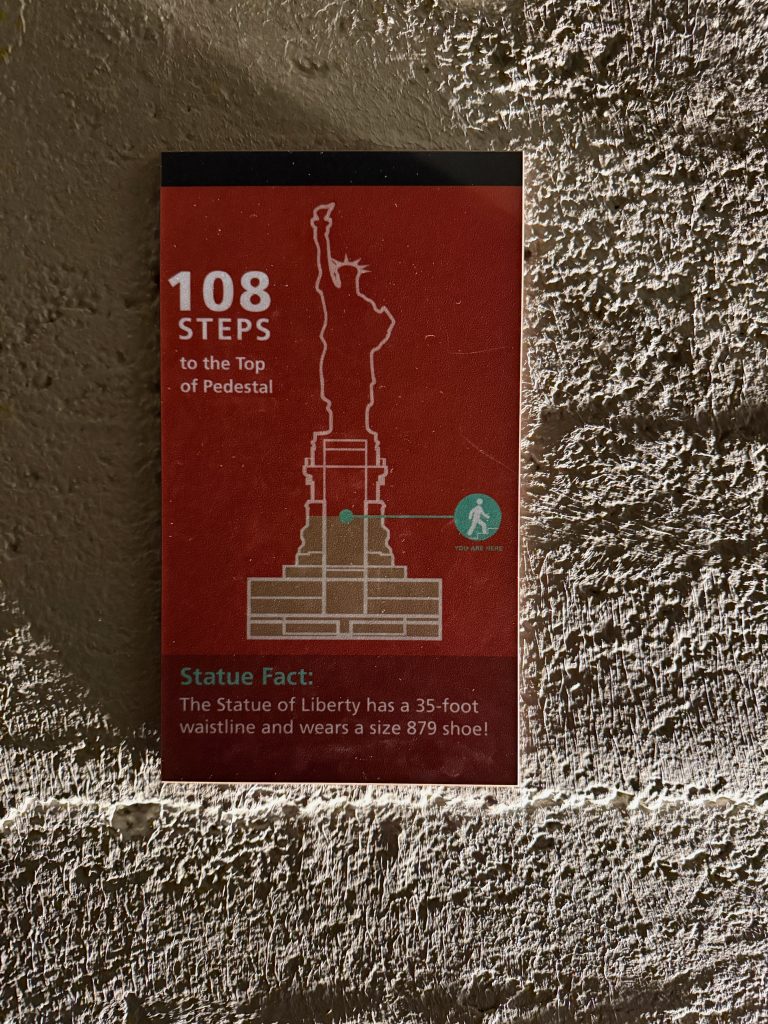 108
STEPS
to the Top
of Pedestal
YOU ARE HERE
Statue Fact:
The Statue of Liberty has a 35-foot
waistline and wears a size 879 shoe!